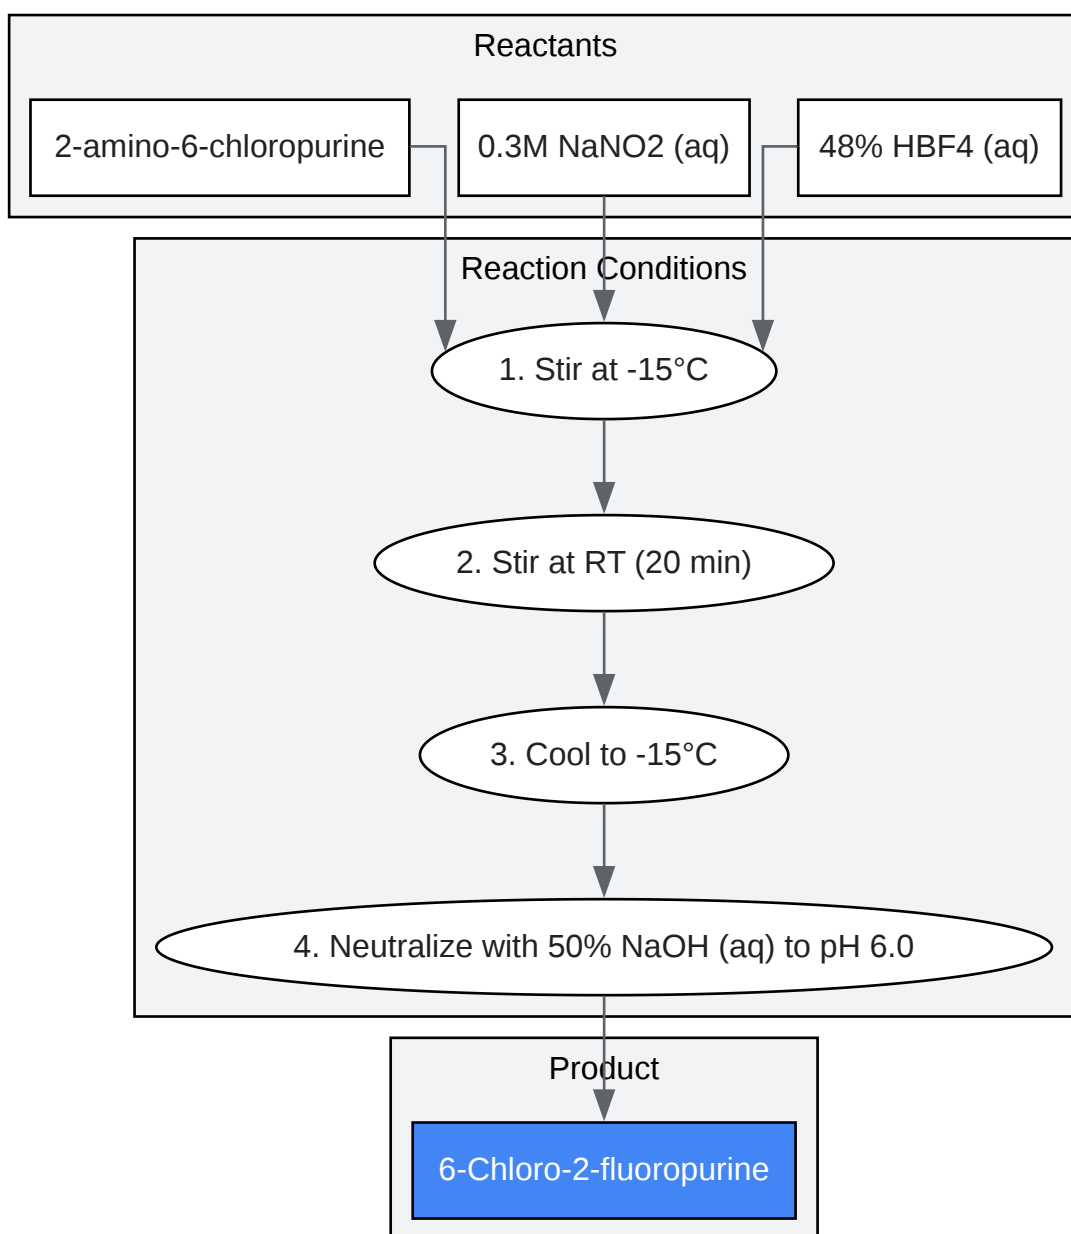 Reactants
2-amino-6-chloropurine
0.3M NaNO2 (aq)
48% HBF4 (aq)
Reaction Conditions
1. Stir at -15°C
2. Stir at RT (20 min)
3. Cool to -15°C
4. Neutralize with 50% NaOH (aq) to pH 6.0
Product
6-Chloro-2-fluoropurine